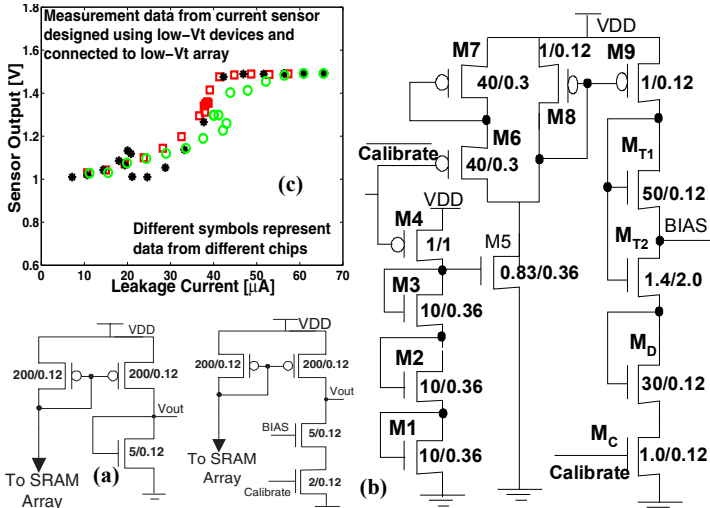 Measurement data from current sensor
designed using low-Vt devices and
connected to low-Vt array
Sensor Output [V]
1.8
1.6
1.4
1.2
1.0
0.8
0.6
(c)
Different symbols represent
data from different chips
0 10 20 30 40 50 60 70
Leakage Current [μA]
VDD
200/0.12
200/0.12
Vout
5/0.12
To SRAM
Array
(a)
VDD
200/0.12
200/0.12
Vout
BIAS
5/0.12
To SRAM
Array
Calibrate
2/0.12
(b)
VDD
M7
40/0.3
1/0.12
M8
M9
1/0.12
M6
40/0.3
Calibrate
VDD
M4
1/1
M5
0.83/0.36
M3
10/0.36
M2
10/0.36
M1
10/0.36
MT1
50/0.12
BIAS
MT2
1.4/2.0
MD
30/0.12
MC
1.0/0.12
Calibrate